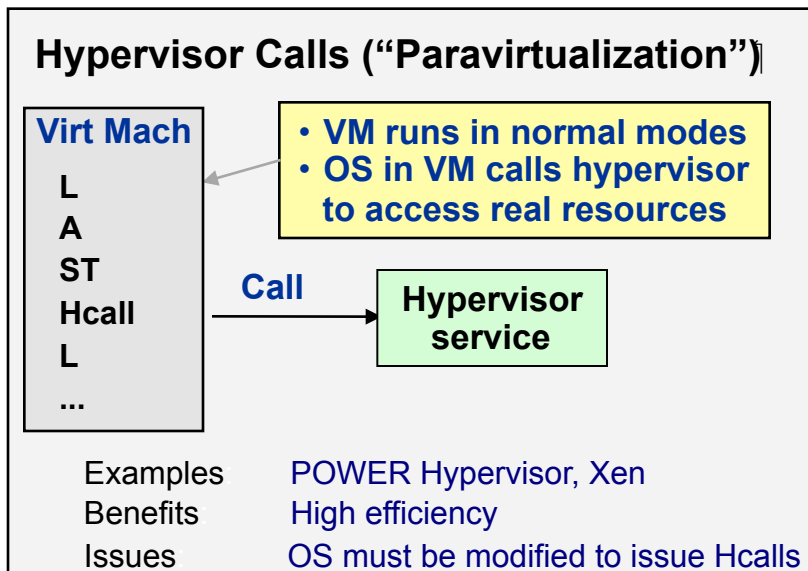 Hypervisor Calls (“Paravirtualization”)
Virt Mach
• VM runs in normal modes
• OS in VM calls hypervisor
to access real resources
L
A
ST
Hcall
L
...
Call
Hypervisor
service
Examples: POWER Hypervisor, Xen
Benefits: High efficiency
Issues: OS must be modified to issue Hcalls